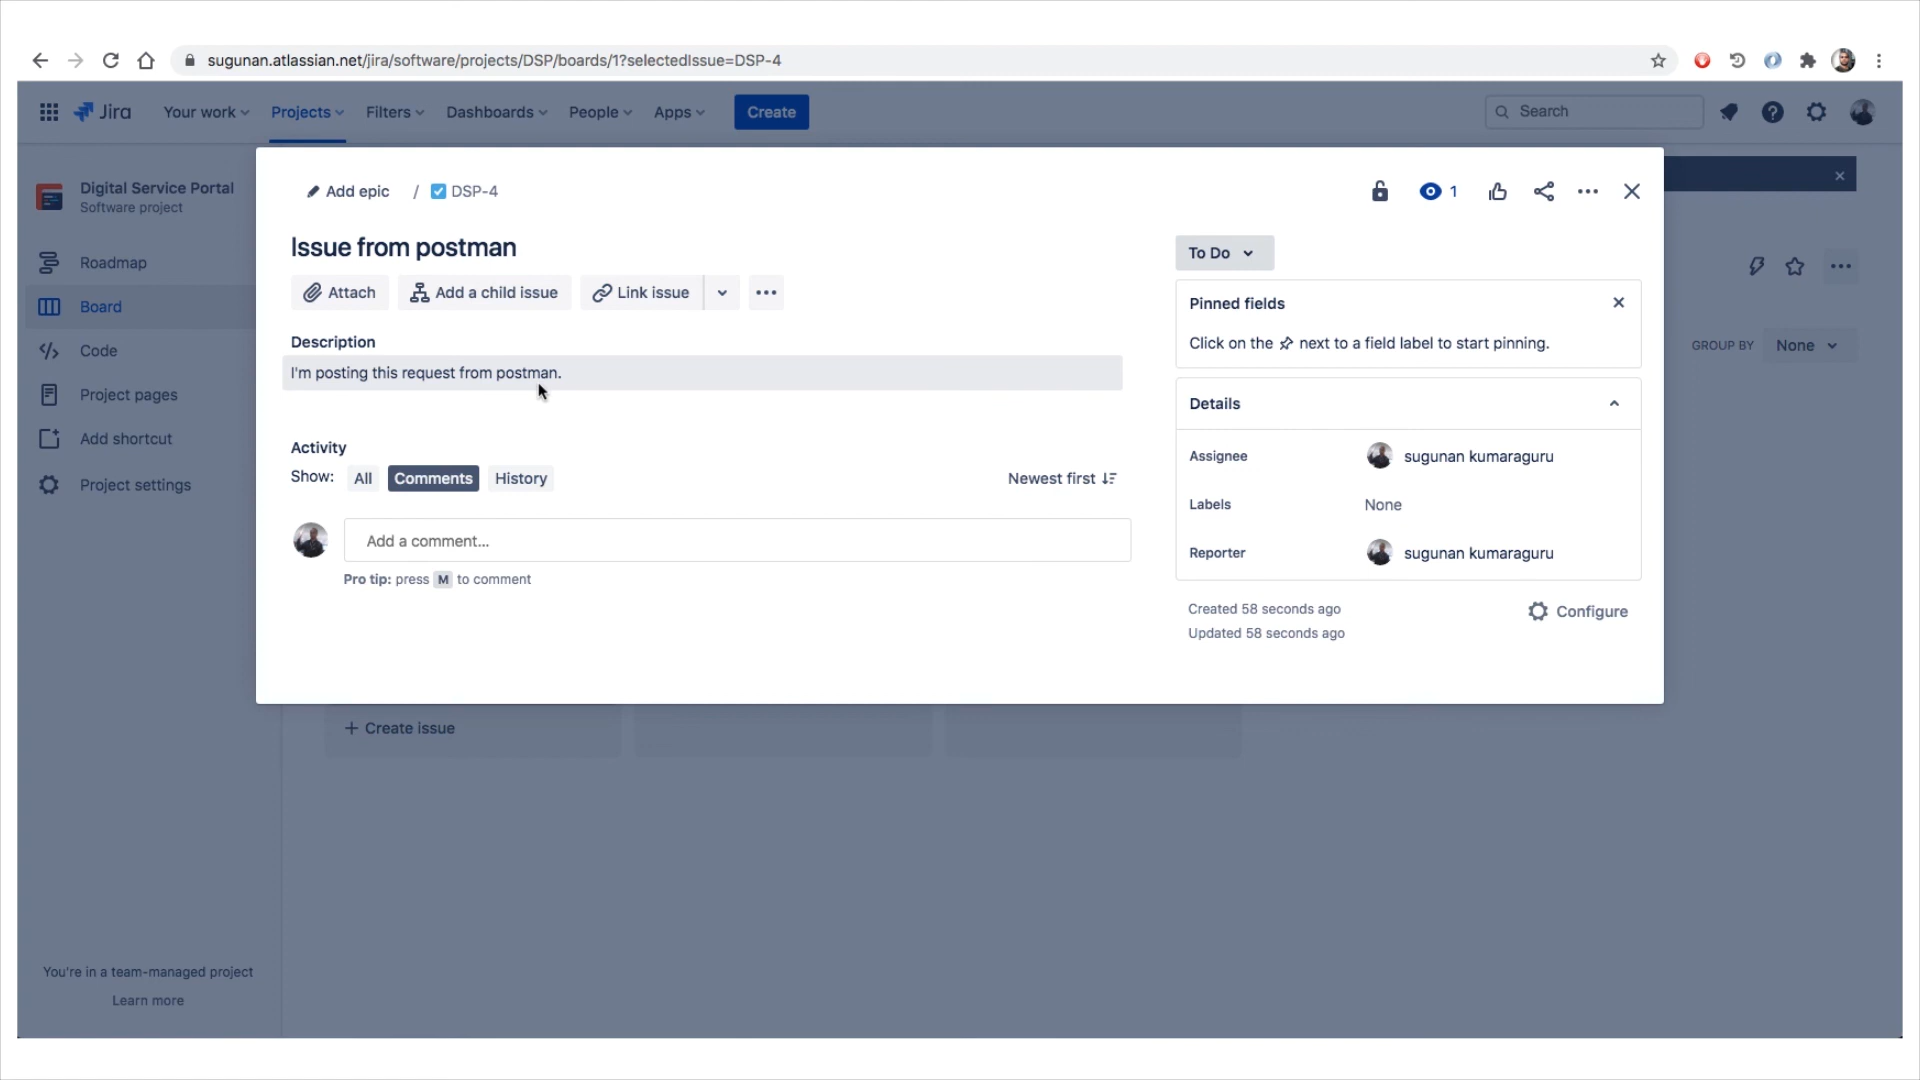 sugunan.atlassian.net/jira/software/projects/DSP/boards/1?selectedIssue=DSP-4
Jira
Your work
Projects
Filters
Dashboards
People
Apps
Create
Search
Digital Service Portal
Software project
Roadmap
Board
Code
Project pages
Add shortcut
Project settings
You're in a team-managed project
Learn more
Add epic / DSP-4
1
Issue from postman
Attach
Add a child issue
Link issue
Description
I'm posting this request from postman.
Activity
Show: All Comments History
Newest first
Add a comment...
Pro tip: press M to comment
To Do
Pinned fields
Click on the next to a field label to start pinning.
Details
Assignee sugunan kumaraguru
Labels None
Reporter sugunan kumaraguru
Created 58 seconds ago
Updated 58 seconds ago
Configure
GROUP BY None
+ Create issue